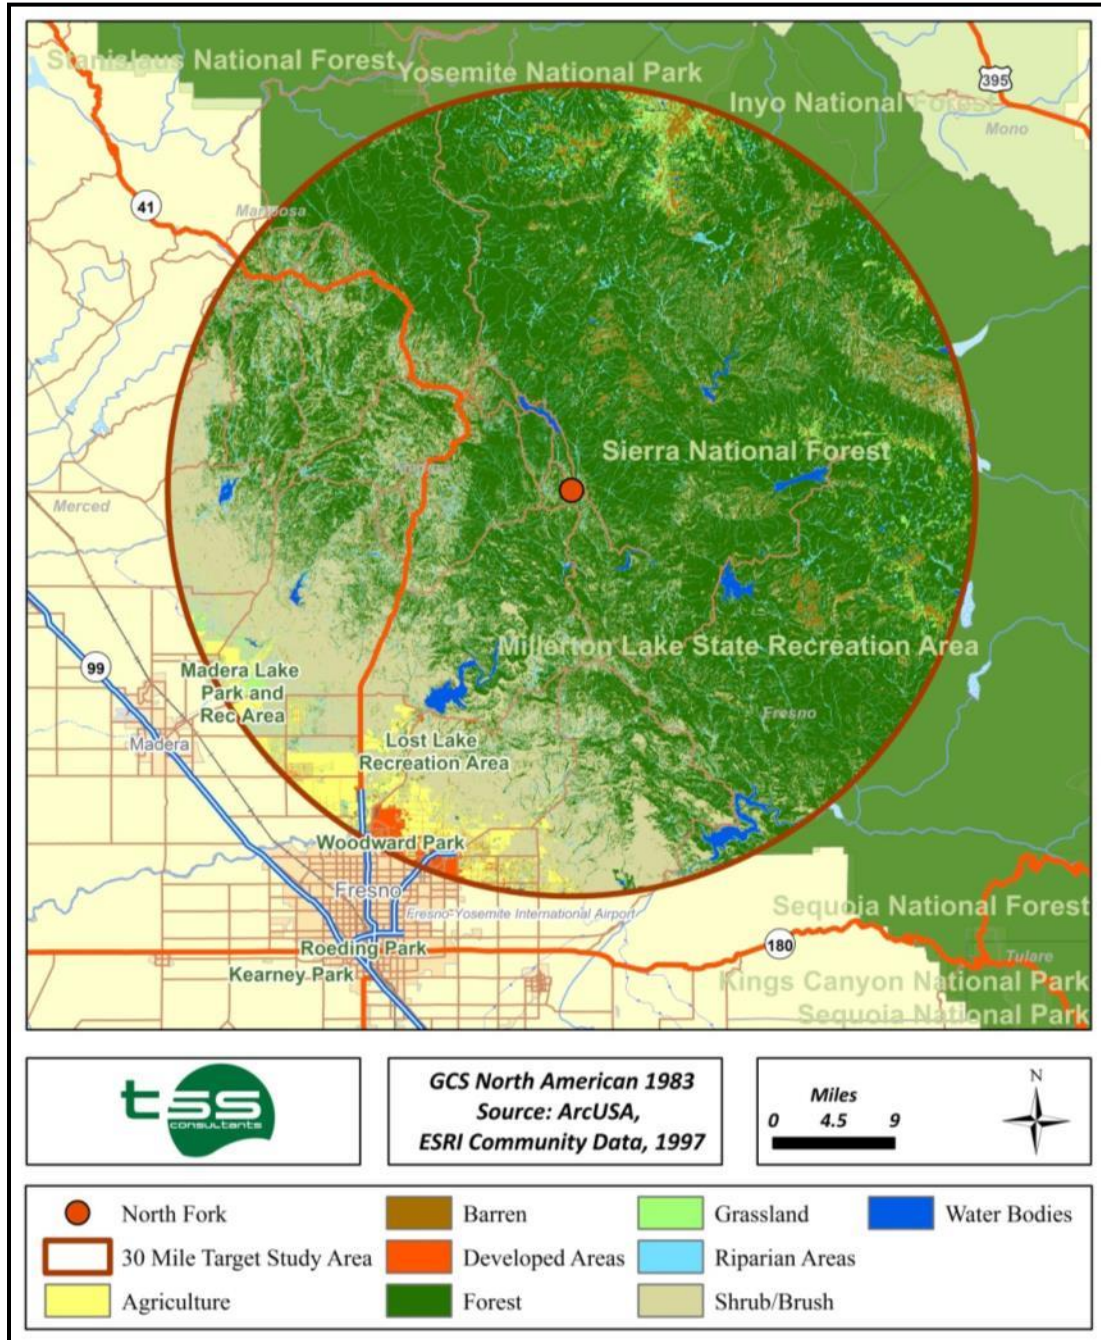 Stanislaus National Forest
Yosemite National Park
Inyo National Forest
395
Mono
41
Mariposa
Sierra National Forest
Merced
Millerton Lake State Recreation Area
99
Madera Lake
Park and
Rec Area
Fresno
Madera
Lost Lake
Recreation Area
Woodward Park
Fresno
Fresno-Yosemite International Airport
Sequoia National Forest
Roeding Park
180
Tulare
Kearney Park
Kings Canyon National Park
Sequoia National Park
tss
consultants
GCS North American 1983
Source: ArcUSA,
ESRI Community Data, 1997
Miles
0 4.5 9
N
North Fork
Barren
Grassland
Water Bodies
30 Mile Target Study Area
Developed Areas
Riparian Areas
Agriculture
Forest
Shrub/Brush